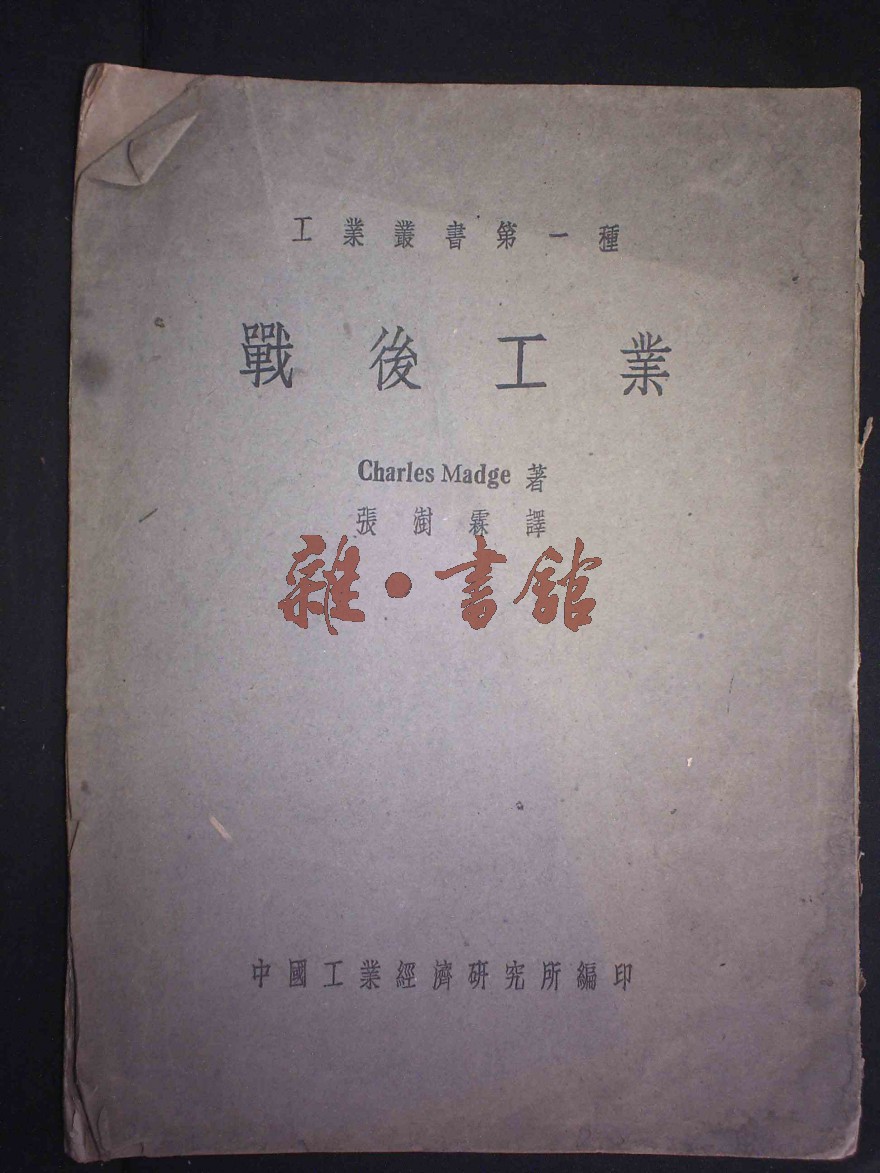 工業叢書第一種
戰後工業
Charles Madge 著
張澍霖譯
雜·書館
中國工業經濟研究所編印